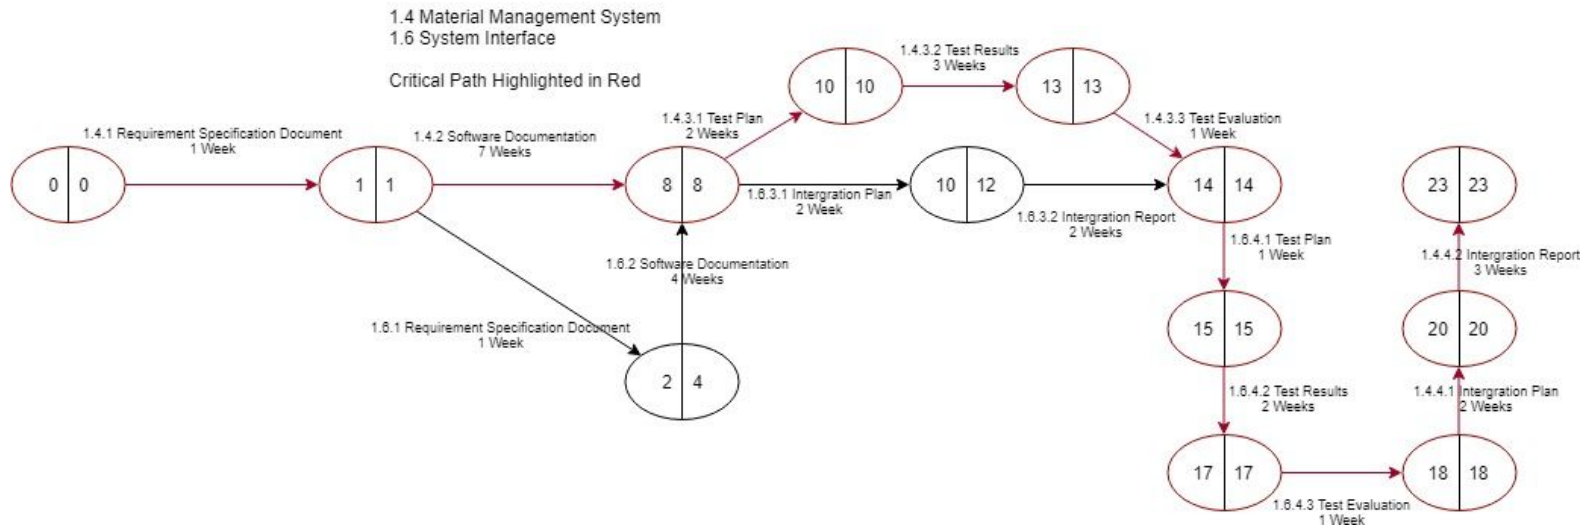 1.4 Material Management System
1.6 System Interface
Critical Path Highlighted in Red
1.4.1 Requirement Specification Document
1 Week
1.4.2 Software Documentation
7 Weeks
1.4.3.1 Test Plan
2 Weeks
1.4.3.2 Test Results
3 Weeks
1.4.3.3 Test Evaluation
1 Week
10 10
13 13
0 0
1 1
8 8
1.6.3.1 Intergration Plan
2 Week
10 12
1.6.3.2 Intergration Report
2 Weeks
14 14
23 23
1.6.2 Software Documentation
4 Weeks
1.6.4.1 Test Plan
1 Week
1.4.4.2 Intergration Report
3 Weeks
1.6.1 Requirement Specification Document
1 Week
2 4
15 15
20 20
1.6.4.2 Test Results
2 Weeks
1.4.4.1 Intergration Plan
2 Weeks
17 17
18 18
1.6.4.3 Test Evaluation
1 Week